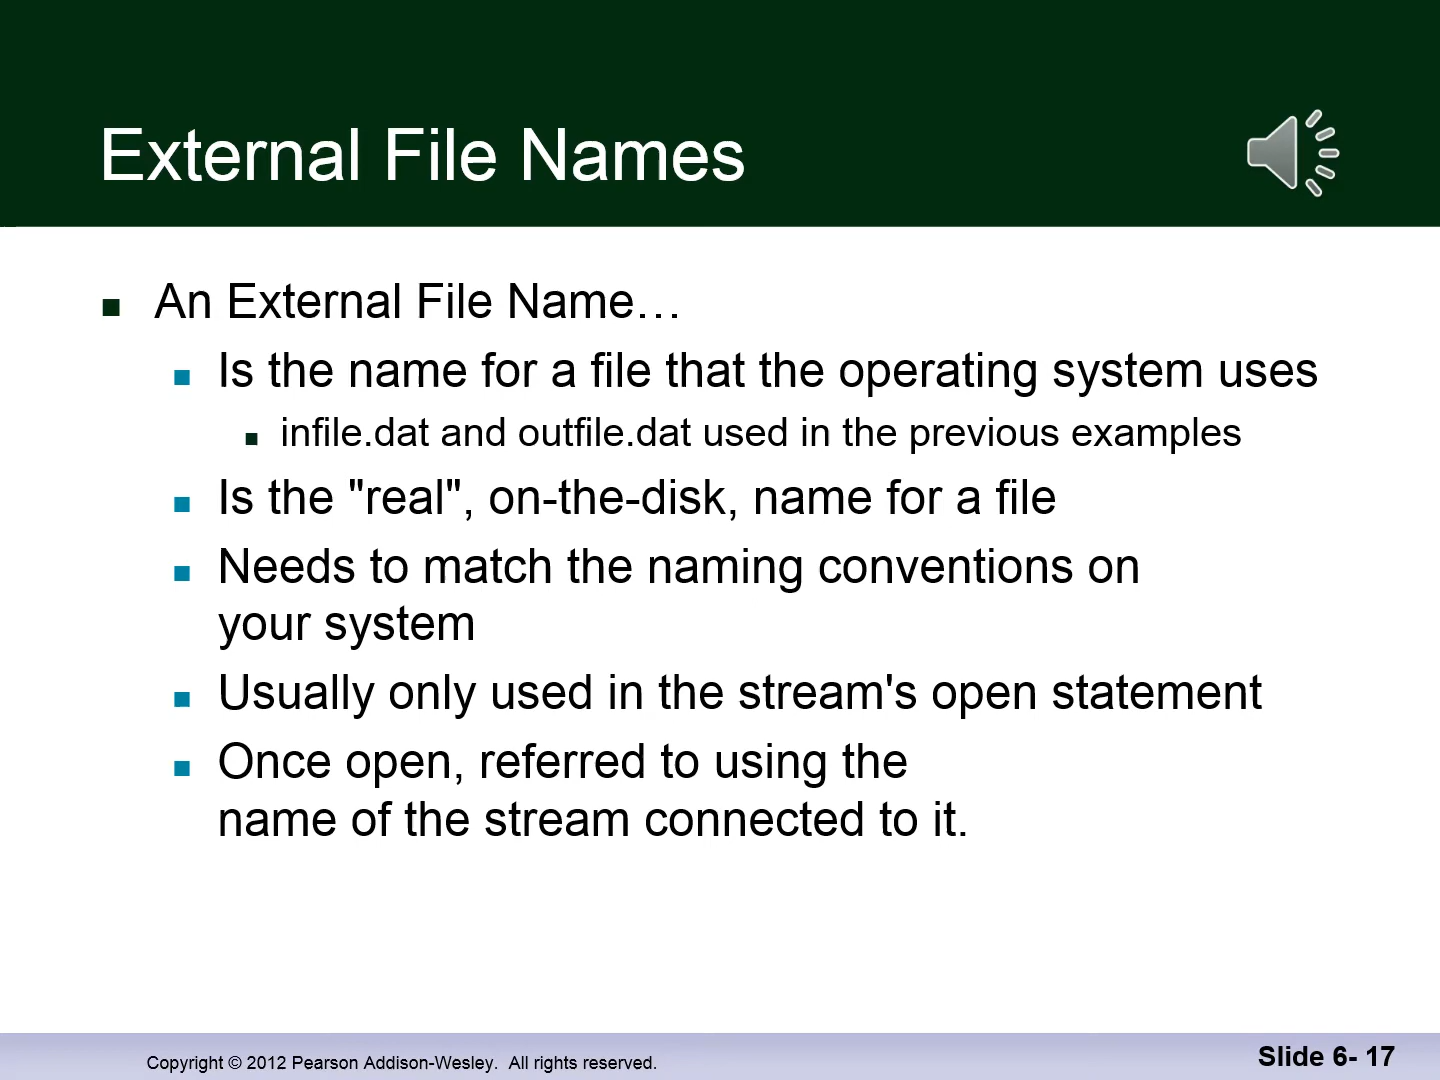 External File Names
An External File Name…
Is the name for a file that the operating system uses
infile.dat and outfile.dat used in the previous examples
Is the "real", on-the-disk, name for a file
Needs to match the naming conventions on
your system
Usually only used in the stream's open statement
Once open, referred to using the
name of the stream connected to it.
Copyright © 2012 Pearson Addison-Wesley.  All rights reserved.
Slide 6- 17